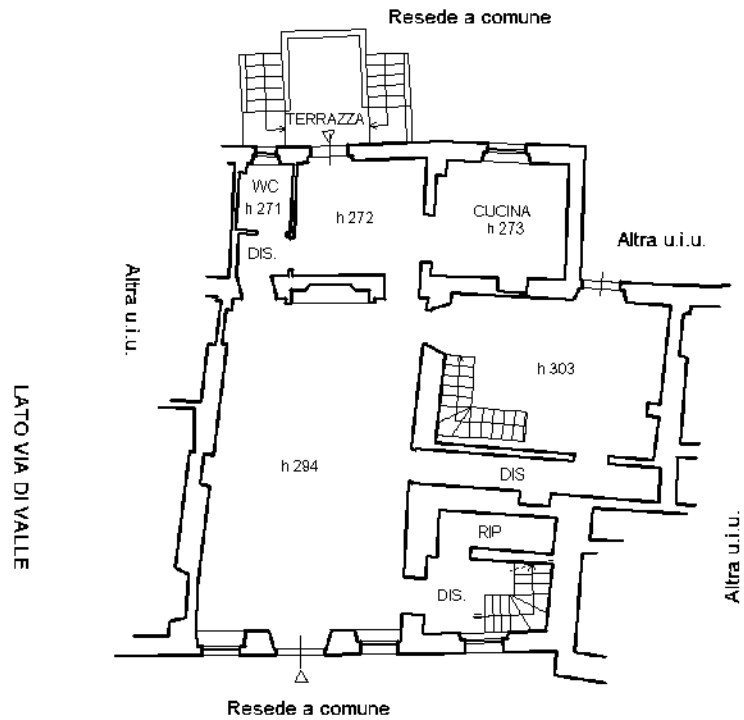 Resede a comune
TERRAZZA
WC
h 271
h 272
CUCINA
h 273
Altra u.i.u.
DIS.
Altra u.i.u.
h 303
LATO VIA DI VALLE
h 294
DIS
RIP
Altra u.i.u.
DIS.
Resede a comune